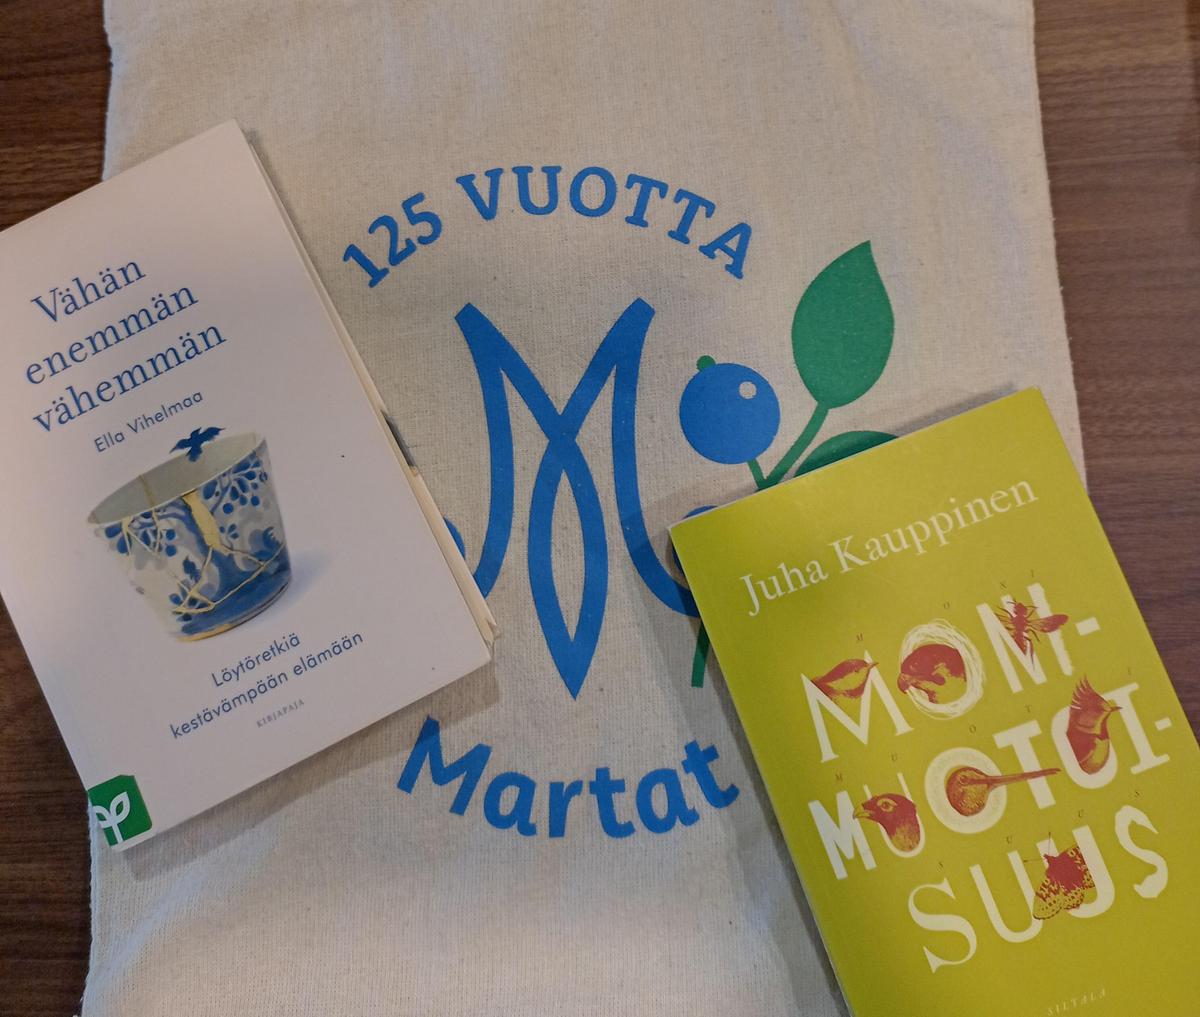 125 VUOTTA
Martat
Vähän
enemmän
vähemmän
Ella Vihelmaa
Löytöretkiä
kestävämpään elämään
KIRJAPAJA
Juha Kauppinen
MONI-
MUOTOI-
SUUS
M O N I
M U O T O I
S U U S
SILTALA